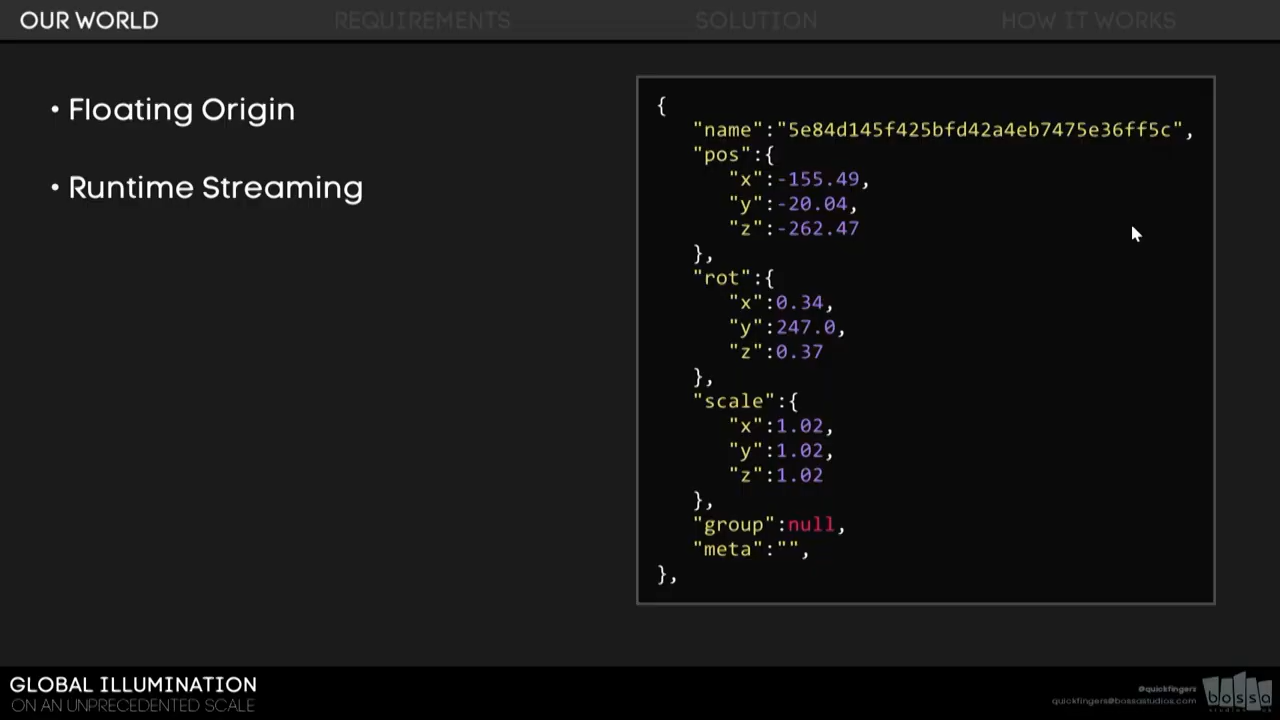 OUR WORLD
REQUIREMENTS
SOLUTION
HOW IT WORKS
• Floating Origin
• Runtime Streaming
{
"name":"5e84d145f425bfd42a4eb7475e36ff5c",
"pos":{
"x":-155.49,
"y":-20.04,
"z":-262.47
},
"rot":{
"x":0.34,
"y":247.0,
"z":0.37
},
"scale":{
"x":1.02,
"y":1.02,
"z":1.02
},
"group":null,
"meta":"",
},
GLOBAL ILLUMINATION
ON AN UNPRECEDENTED SCALE
@quickfingerz
quickfingers@bossastudios.com
bossa